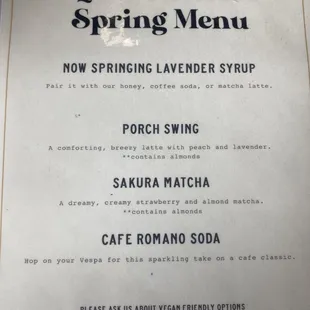 Spring Menu
NOW SPRINGING LAVENDER SYRUP
Pair it with our honey, coffee soda, or matcha latte.
PORCH SWING
A comforting, breezy latte with peach and lavender.
**contains almonds
SAKURA MATCHA
A dreamy, creamy strawberry and almond matcha.
**contains almonds
CAFE ROMANO SODA
Hop on your Vespa for this sparkling take on a cafe classic.
PLEASE ASK US ABOUT VEGAN FRIENDLY OPTIONS